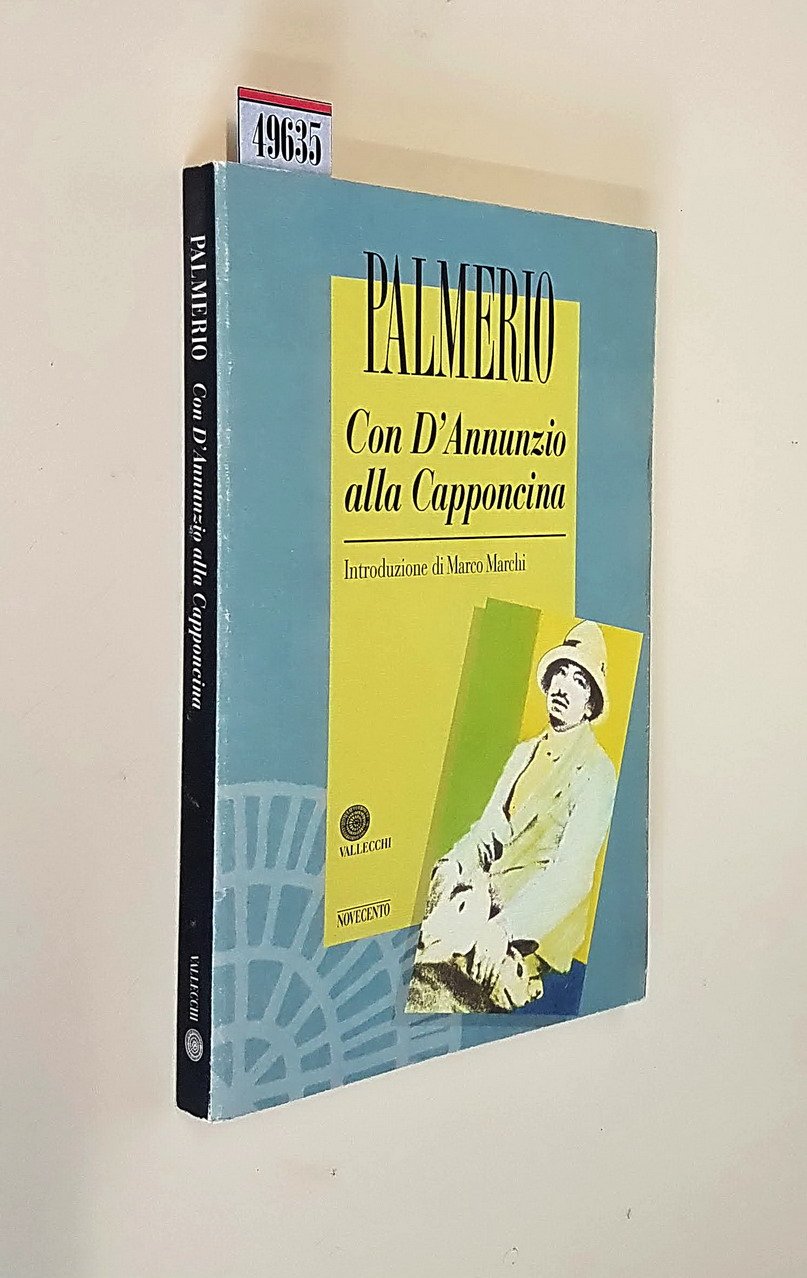 49635
PALMERIO
Con D'Annunzio
alla Capponcina
Introduzione di Marco Marchi
VALLECCHI
NOVECENTO
PALMERIO Con D'Annunzio alla Capponcina
VALLECCHI